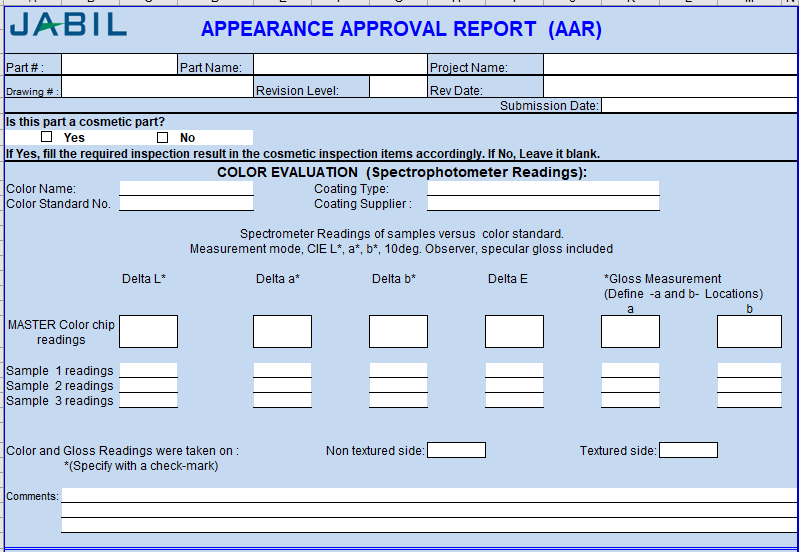 JABIL
APPEARANCE APPROVAL REPORT (AAR)
Part# : Part Name: Project Name:
Drawing # : Revision Level: Rev Date:
Submission Date:
Is this part a cosmetic part?
Yes No
If Yes, fill the required inspection result in the cosmetic inspection items accordingly. If No, Leave it blank.
COLOR EVALUATION (Spectrophotometer Readings):
Color Name: Coating Type:
Color Standard No. Coating Supplier :
Spectrometer Readings of samples versus color standard.
Measurement mode, CIE L*, a*, b*, 10deg. Observer, specular gloss included
Delta L* Delta a* Delta b* Delta E *Gloss Measurement
(Define -a and b- Locations)
a b
MASTER Color chip
readings
Sample 1 readings
Sample 2 readings
Sample 3 readings
Color and Gloss Readings were taken on : Non textured side: Textured side:
*(Specify with a check-mark)
Comments: